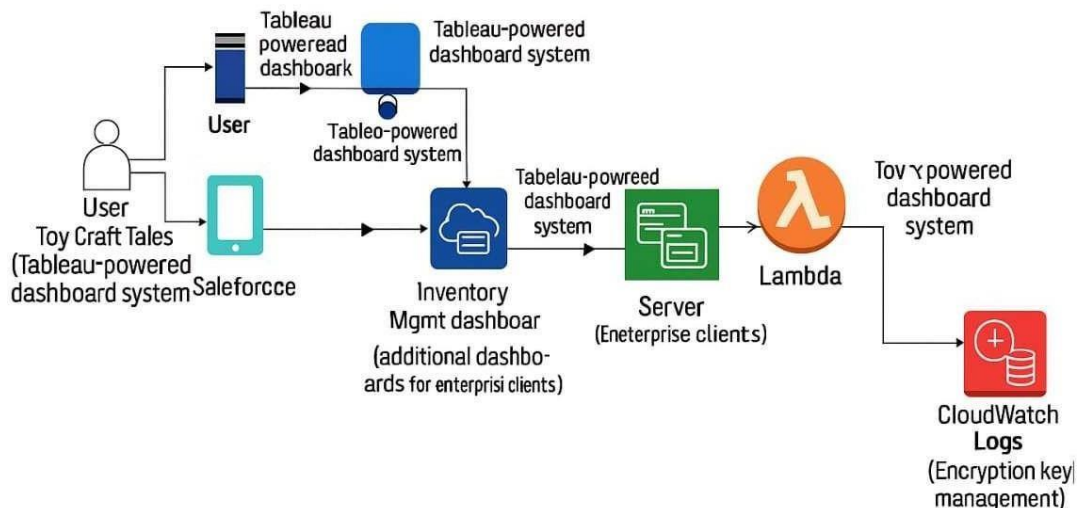 Tableau
poweread
dashboark
Tableau-powered
dashboard system
User
Tableo-powered
dashboard system
User
Toy Craft Tales
(Tableau-powered
dashboard system
Saleforcce
Inventory
Mgmt dashboar
(additional dashbo-
ards for enterprisi clients)
Tabelau-powreed
dashboard
system
Server
(Eneterprise clients)
Lambda
powered
dashboard
system
CloudWatch
Logs
(Encryption key
management)